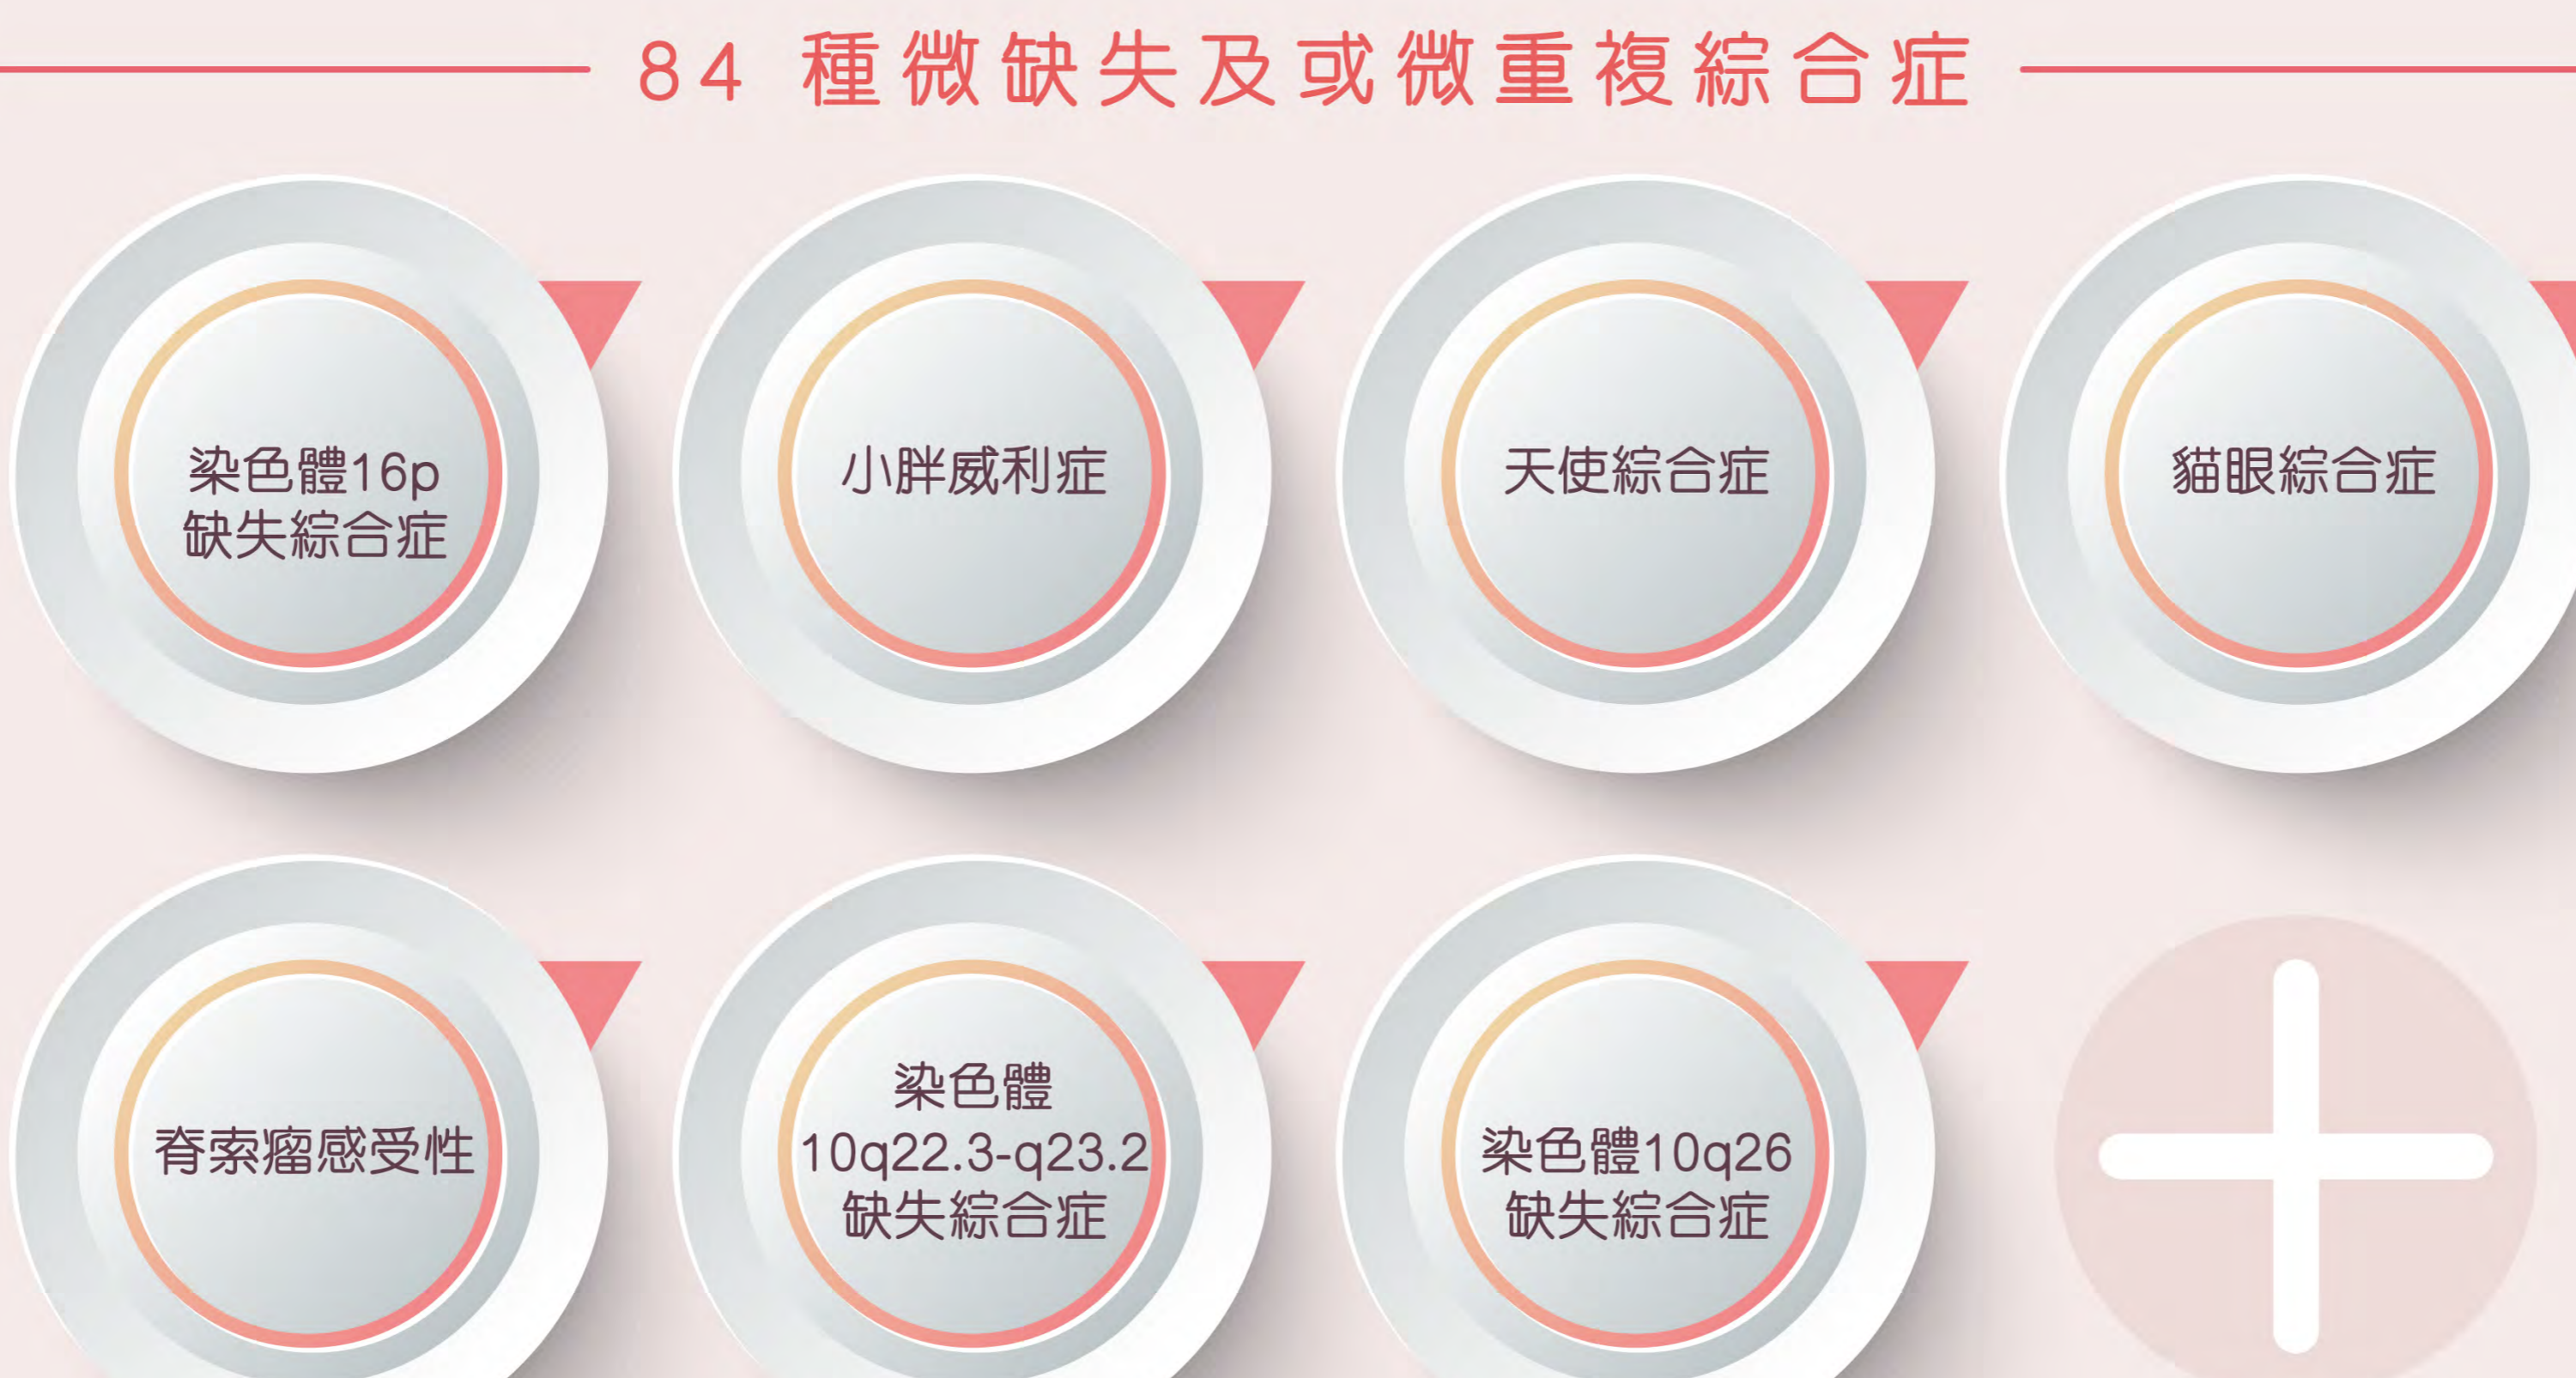 84 種微缺失及或微重複綜合症
染色體16p
缺失綜合症
小胖威利症
天使綜合症
貓眼綜合症
脊索瘤感受性
染色體
10q22.3-q23.2
缺失綜合症
染色體10q26
缺失綜合症